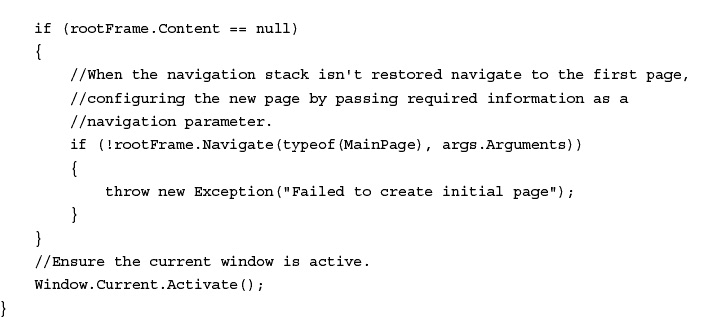 if (rootFrame.Content == null)
{
//When the navigation stack isn't restored navigate to the first page,
//configuring the new page by passing required information as a
//navigation parameter.
if (!rootFrame.Navigate(typeof(MainPage), args.Arguments))
{
throw new Exception("Failed to create initial page");
}
}
//Ensure the current window is active.
Window.Current.Activate();
}